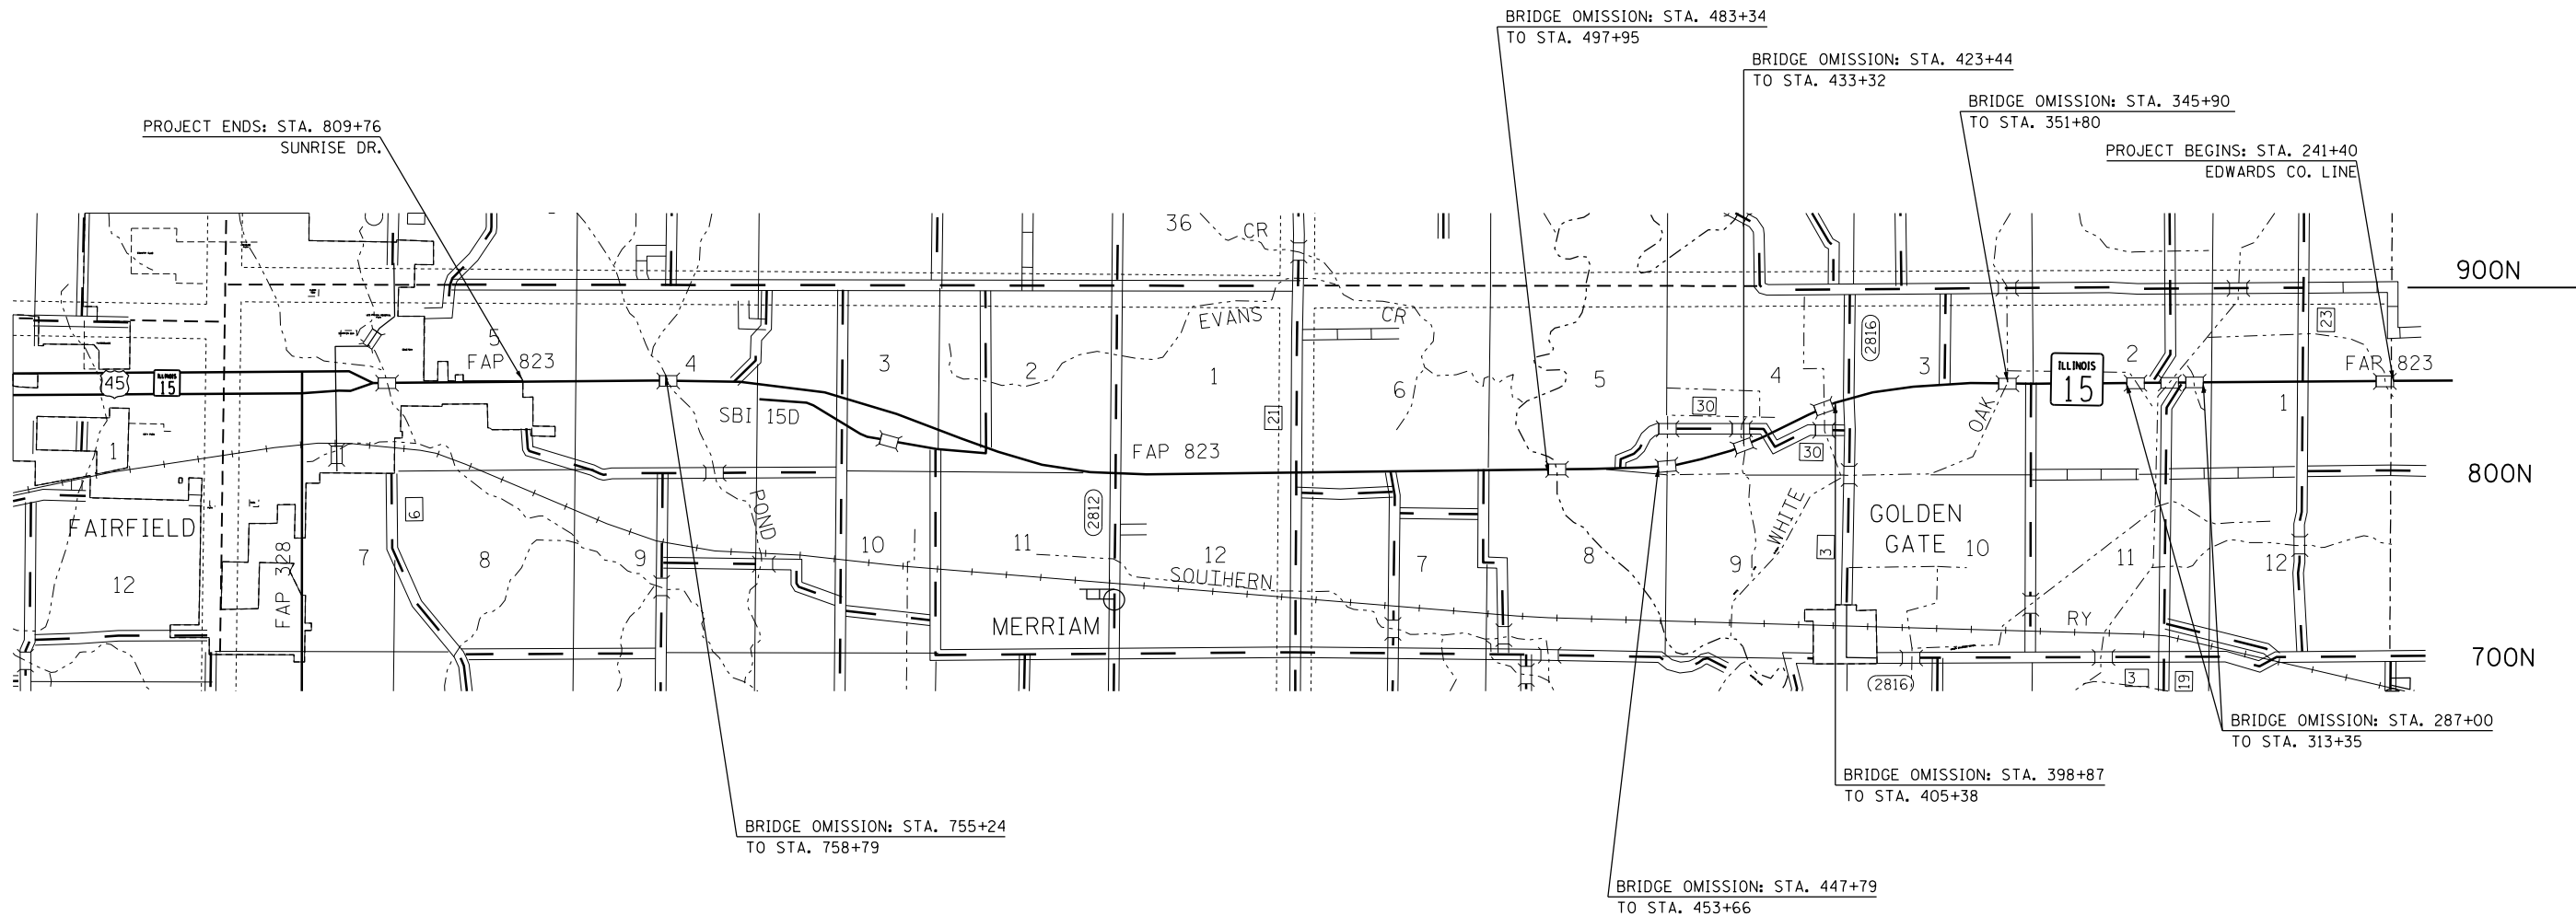 BRIDGE OMISSION: STA. 483+34
TO STA. 497+95
BRIDGE OMISSION: STA. 423+44
TO STA. 433+32
BRIDGE OMISSION: STA. 345+90
TO STA. 351+80
PROJECT ENDS: STA. 809+76
SUNRISE DR.
PROJECT BEGINS: STA. 241+40
EDWARDS CO. LINE
36
CR
900N
EVANS
CR
2816
23
5
FAP 823
4
3
2
1
6
5
4
3
2
1
FAP 823
45
ILLINOIS
15
ILLINOIS
15
SBI 15D
21
30
OAK
1
FAP 823
30
800N
FAIRFIELD
6
POND
2812
WHITE
GOLDEN
GATE
FAP 328
12
7
8
9
10
11
12
SOUTHERN
7
8
9
3
10
11
12
MERRIAM
RY
700N
2816
3
19
BRIDGE OMISSION: STA. 287+00
TO STA. 313+35
BRIDGE OMISSION: STA. 398+87
TO STA. 405+38
BRIDGE OMISSION: STA. 755+24
TO STA. 758+79
BRIDGE OMISSION: STA. 447+79
TO STA. 453+66